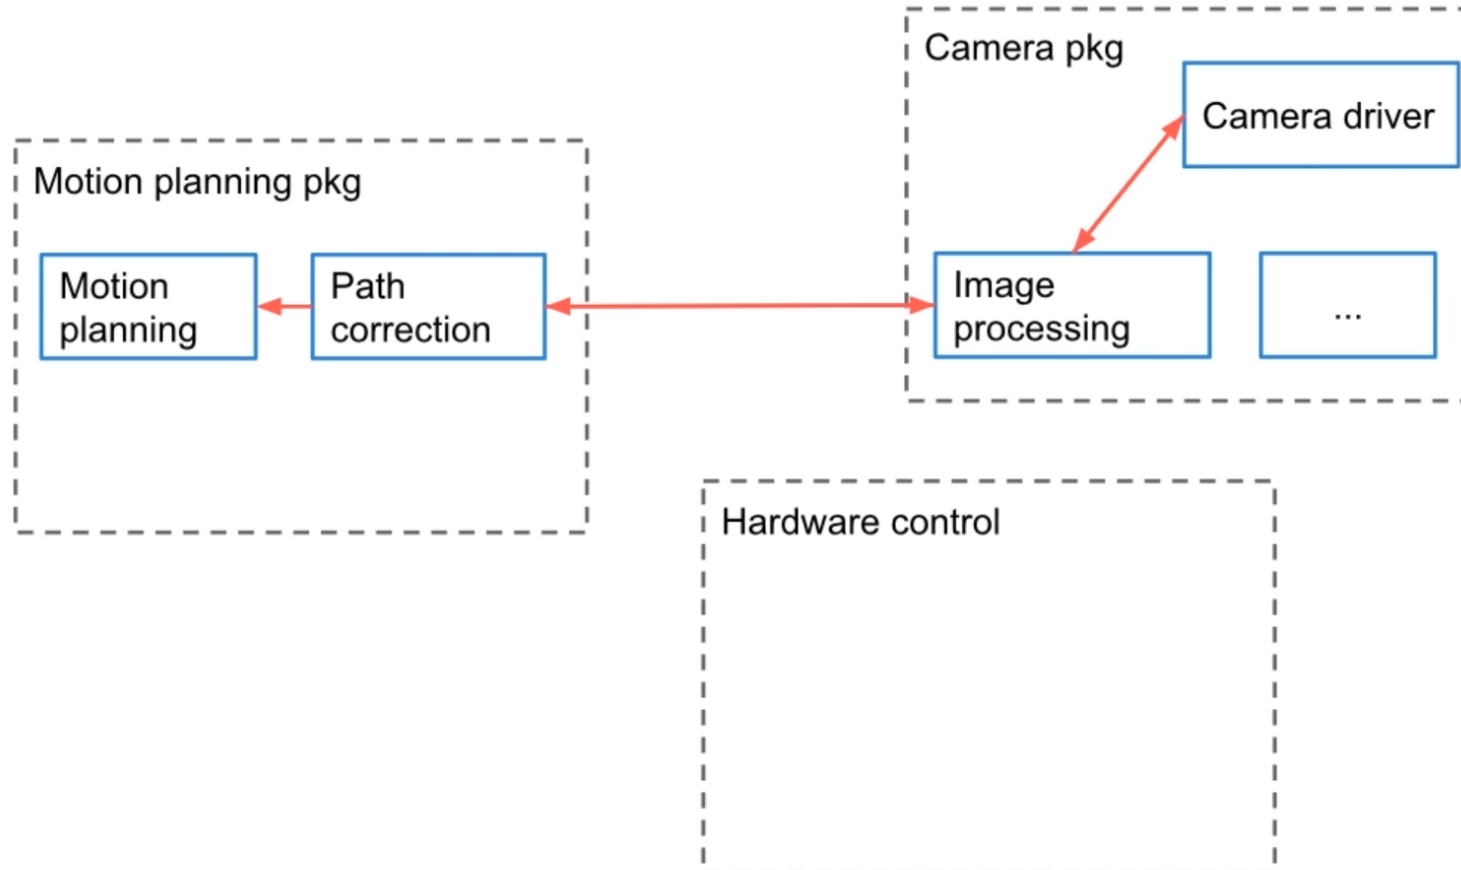 Camera pkg
Camera driver
Motion planning pkg
Motion
planning
Path
correction
Image
processing
...
Hardware control